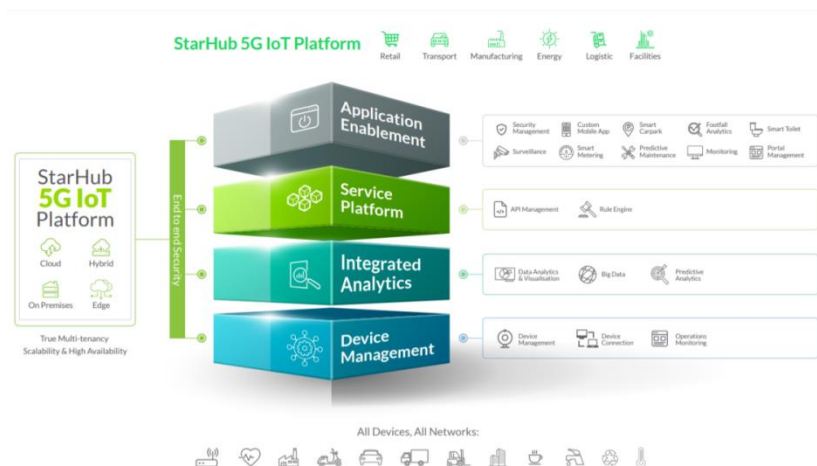 StarHub 5G IoT Platform
Retail
Transport
Manufacturing
Energy
Logistic
Facilities
StarHub
5G IoT
Platform
Cloud
Hybrid
On Premises
Edge
True Multi-tenancy
Scalability & High Availability
End to end Security
Application
Enablement
Security
Management
Custom
Mobile App
Smart
Carpark
Footfall
Analytics
Smart Toilet
Surveillance
Smart
Metering
Predictive
Maintenance
Monitoring
Portal
Management
Service
Platform
API Management
Rule Engine
Integrated
Analytics
Data Analytics
& Visualisation
Big Data
Predictive
Analytics
Device
Management
Device
Management
Device
Connection
Operations
Monitoring
All Devices, All Networks: